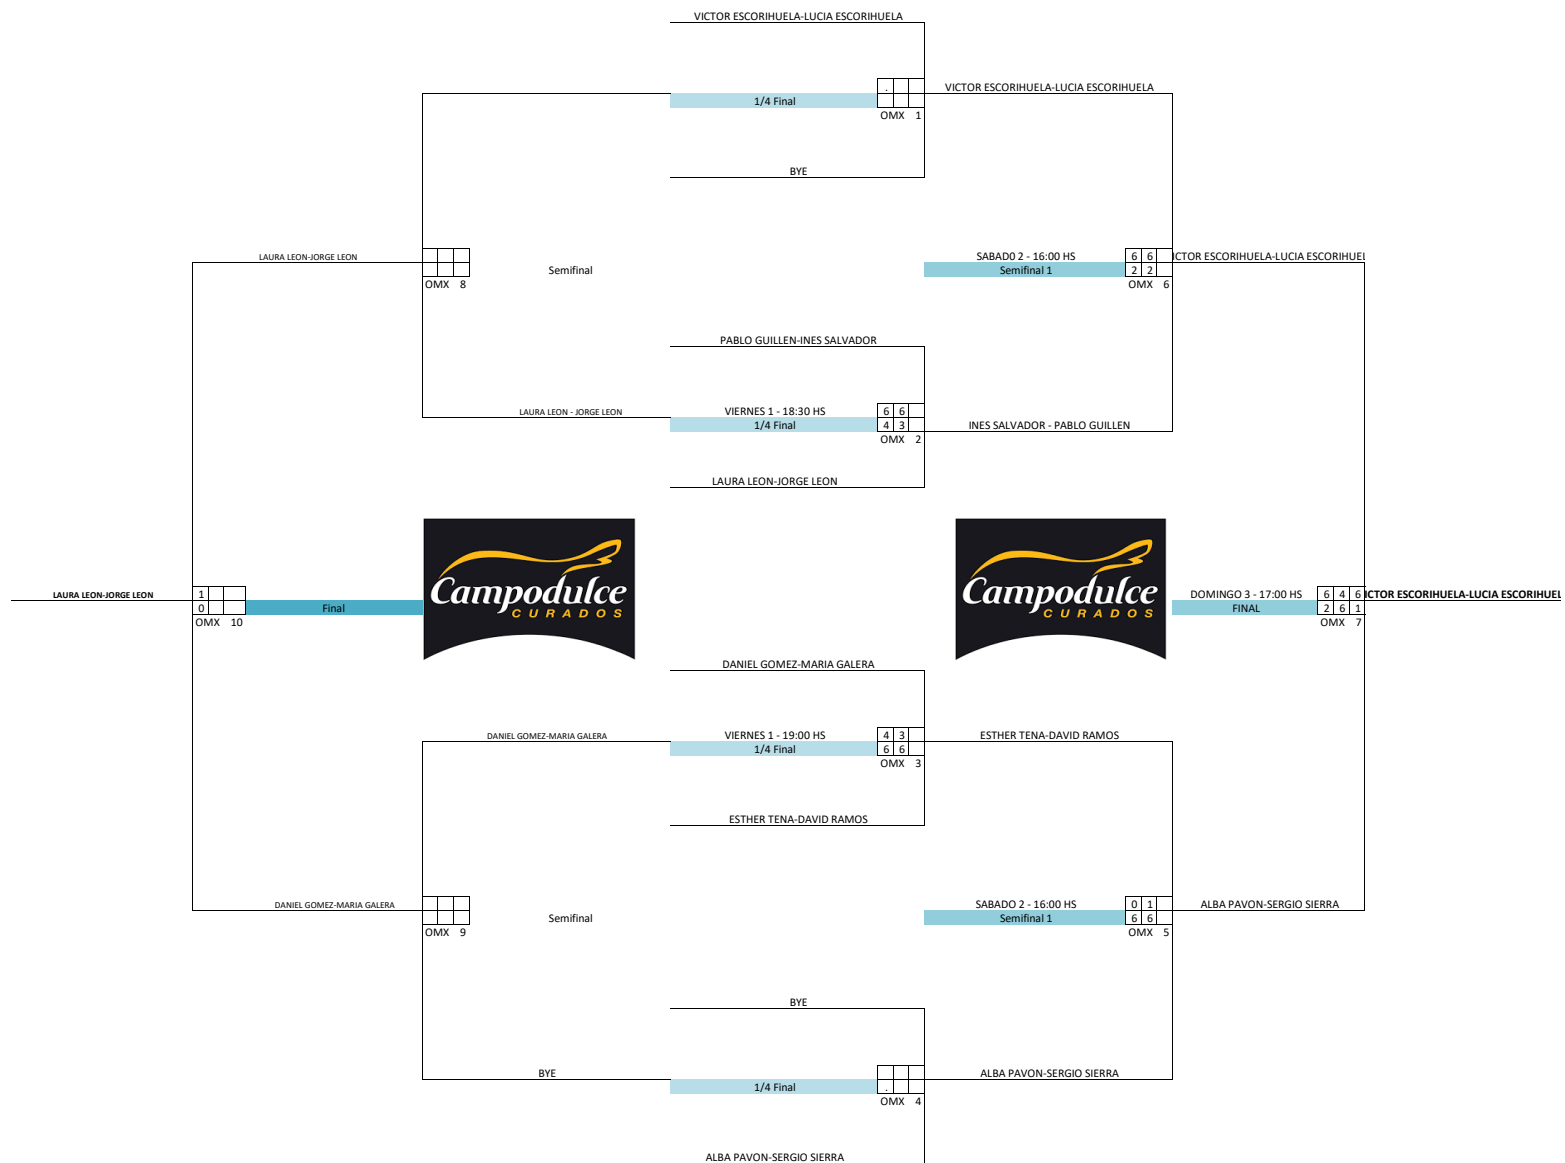 VICTOR ESCORIHUELA-LUCIA ESCORIHUELA
. VICTOR ESCORIHUELA-LUCIA ESCORIHUELA
1/4 Final
OMX 1
BYE
LAURA LEON-JORGE LEON
Semifinal
OMX 8
SABADO 2 - 16:00 HS 6 6 ICTOR ESCORIHUELA-LUCIA ESCORIHUEL
Semifinal 1 2 2
OMX 6
PABLO GUILLEN-INES SALVADOR
LAURA LEON - JORGE LEON VIERNES 1 - 18:30 HS 6 6
1/4 Final 4 3 INES SALVADOR - PABLO GUILLEN
OMX 2
LAURA LEON-JORGE LEON
Campodulce
CURADOS
Campodulce
CURADOS
LAURA LEON-JORGE LEON 1
0 Final
OMX 10
DOMINGO 3 - 17:00 HS 6 4 6 ICTOR ESCORIHUELA-LUCIA ESCORIHUEL
FINAL 2 6 1
OMX 7
DANIEL GOMEZ-MARIA GALERA
DANIEL GOMEZ-MARIA GALERA VIERNES 1 - 19:00 HS 4 3 ESTHER TENA-DAVID RAMOS
1/4 Final 6 6
OMX 3
ESTHER TENA-DAVID RAMOS
DANIEL GOMEZ-MARIA GALERA
Semifinal
OMX 9
SABADO 2 - 16:00 HS 0 1 ALBA PAVON-SERGIO SIERRA
Semifinal 1 6 6
OMX 5
BYE
BYE ALBA PAVON-SERGIO SIERRA
1/4 Final .
OMX 4
ALBA PAVON-SERGIO SIERRA